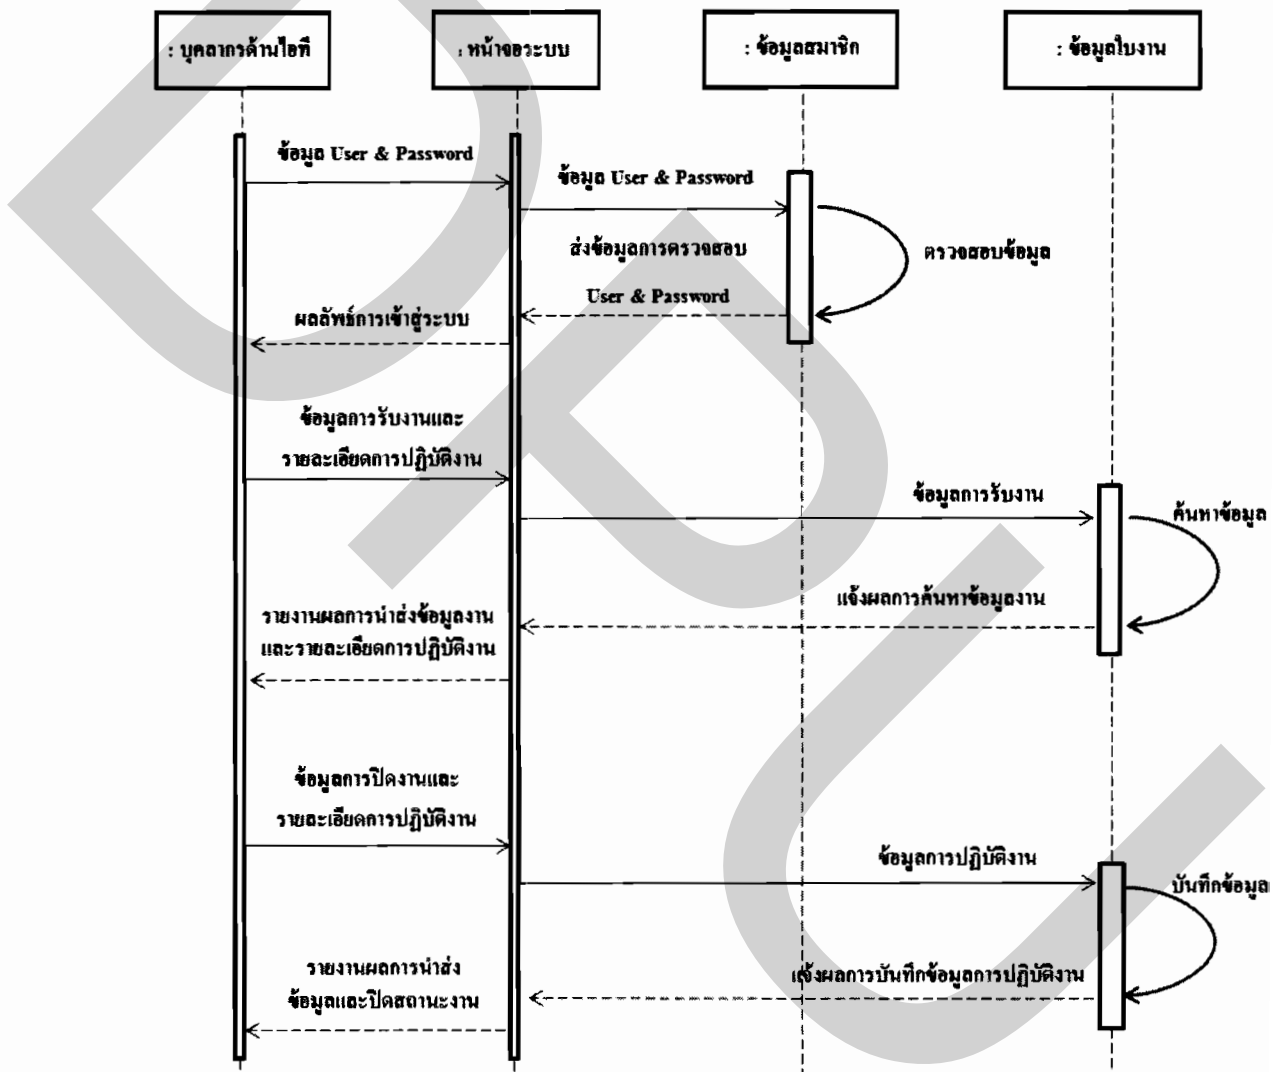 : บุคลากรด้านไอที
: หน้าจอระบบ
: ข้อมูลสมาชิก
: ข้อมูลใบงาน
ข้อมูล User & Password
ข้อมูล User & Password
ส่งข้อมูลการตรวจสอบ
User & Password
ตรวจสอบข้อมูล
ผลลัพธ์การเข้าสู่ระบบ
ข้อมูลการรับงานและ
รายละเอียดการปฏิบัติงาน
ข้อมูลการรับงาน
ค้นหาข้อมูล
แจ้งผลการค้นหาข้อมูลงาน
รายงานผลการนำส่งข้อมูลงาน
และรายละเอียดการปฏิบัติงาน
ข้อมูลการปิดงานและ
รายละเอียดการปฏิบัติงาน
ข้อมูลการปฏิบัติงาน
บันทึกข้อมูล
แจ้งผลการบันทึกข้อมูลการปฏิบัติงาน
รายงานผลการนำส่ง
ข้อมูลและปิดสถานะงาน
DPU